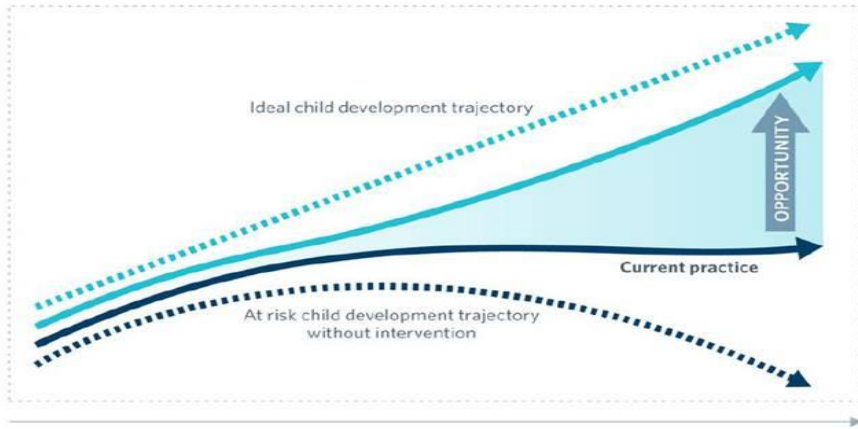 Ideal child development trajectory
OPPORTUNITY
Current practice
At risk child development trajectory
without intervention